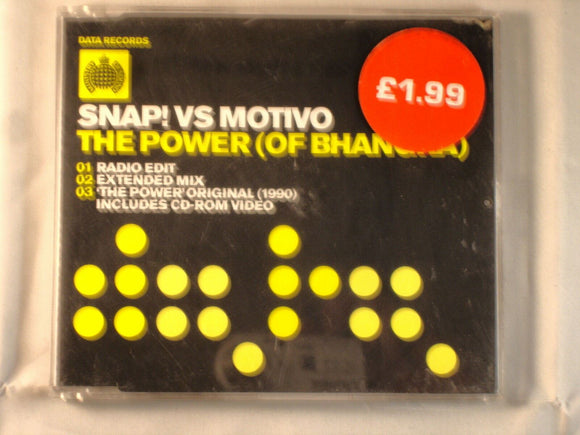 DATA RECORDS
£1.99
SNAP! VS MOTIVO
THE POWER (OF BHANGRA)
01 RADIO EDIT
02 EXTENDED MIX
03 'THE POWER' ORIGINAL (1990)
INCLUDES CD-ROM VIDEO